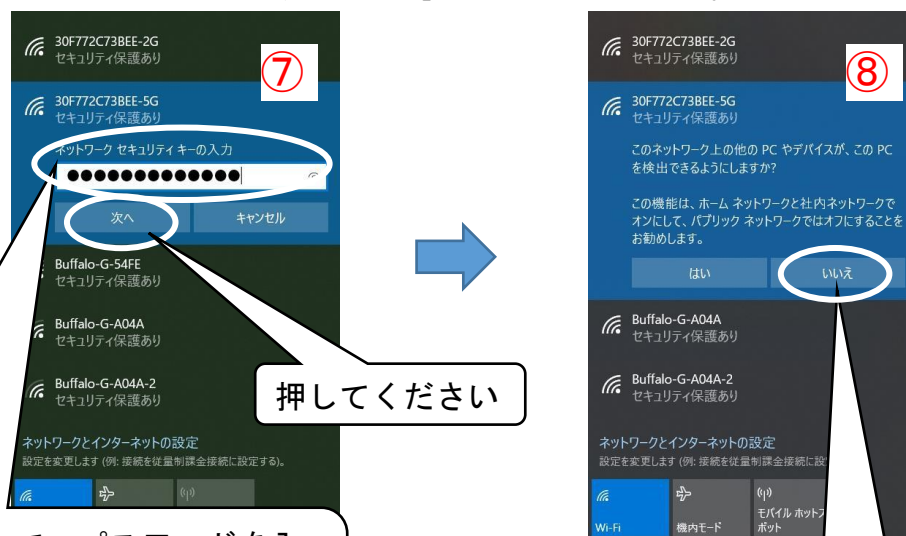 30F772C73BEE-2G
セキュリティ保護あり
⑦
30F772C73BEE-5G
セキュリティ保護あり
ネットワーク セキュリティ キーの入力
●●●●●●●●●●●●●
次へ
キャンセル
Buffalo-G-54FE
セキュリティ保護あり
Buffalo-G-A04A
セキュリティ保護あり
Buffalo-G-A04A-2
セキュリティ保護あり
押してください
ネットワークとインターネットの設定
設定を変更します (例: 接続を従量制課金接続に設定する)。
30F772C73BEE-2G
セキュリティ保護あり
⑧
30F772C73BEE-5G
セキュリティ保護あり
このネットワーク上の他の PC やデバイスが、この PC
を検出できるようにしますか?
この機能は、ホーム ネットワークと社内ネットワークで
オンにして、パブリック ネットワークではオフにすることを
お勧めします。
はい
いいえ
Buffalo-G-A04A
セキュリティ保護あり
Buffalo-G-A04A-2
セキュリティ保護あり
ネットワークとインターネットの設定
設定を変更します (例: 接続を従量制課金接続に設
Wi-Fi
機内モード
モバイル ホットス
ポット